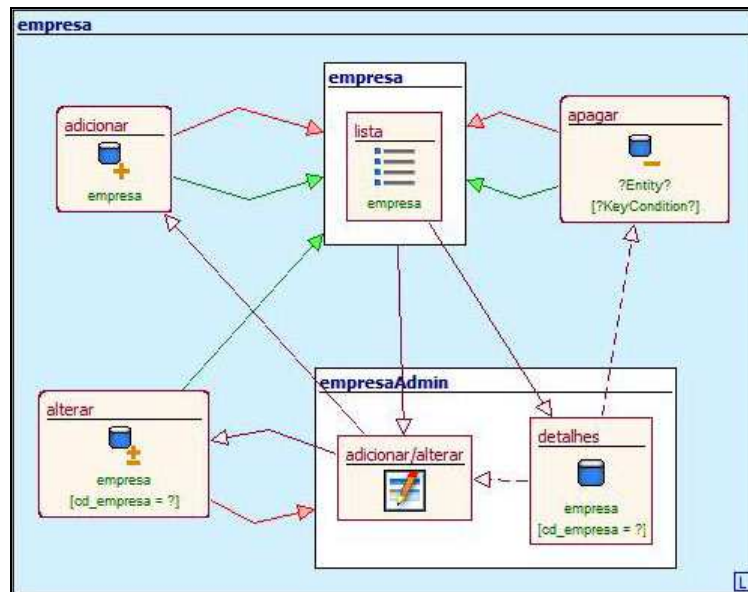 empresa
empresa
adicionar
empresa
lista
empresa
apagar
?Entity?
[?KeyCondition?]
empresaAdmin
alterar
empresa
[cd_empresa = ?]
adicionar/alterar
detalhes
empresa
[cd_empresa = ?]
L